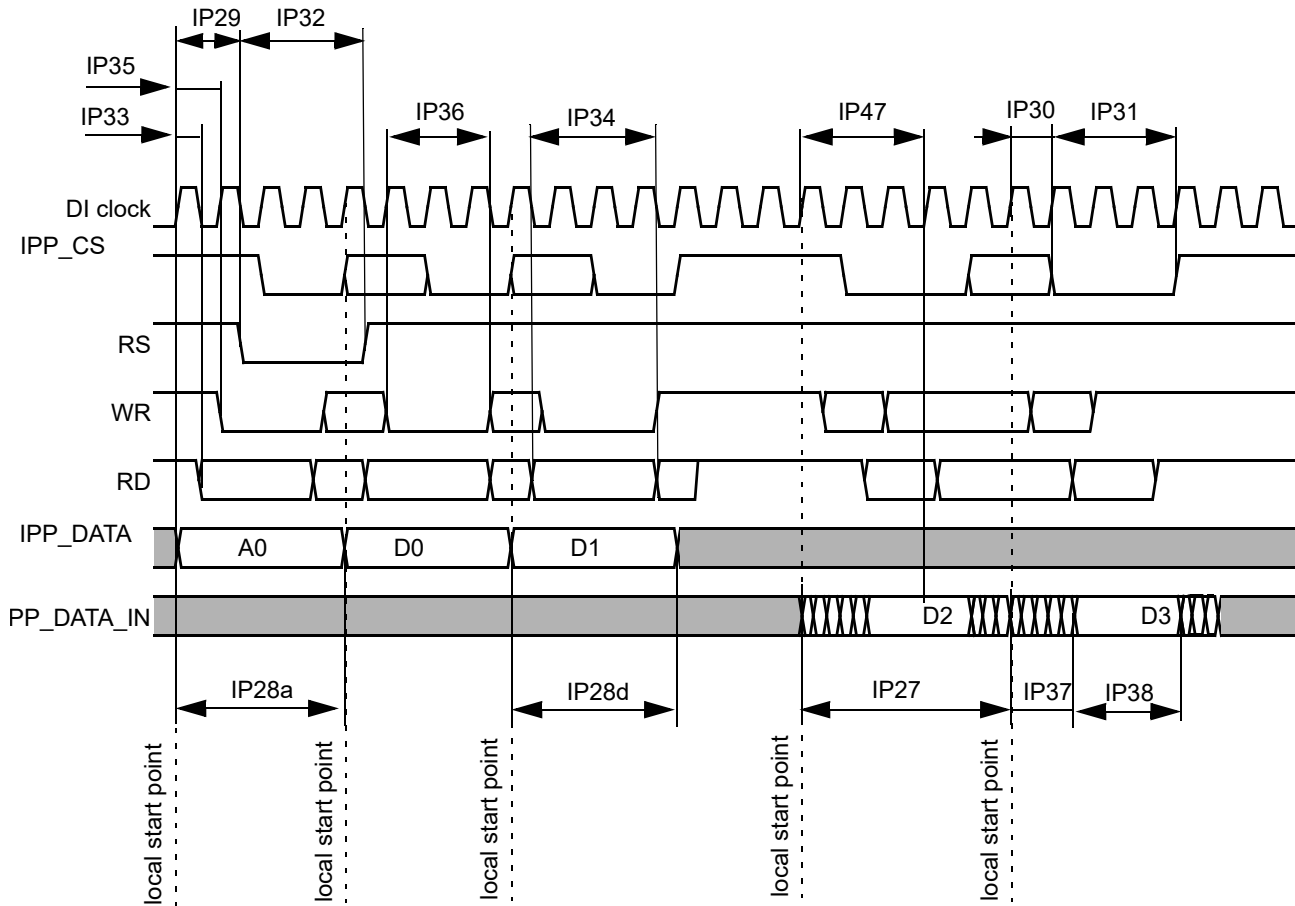 IP29
IP32
IP35
IP33
IP36
IP34
IP47
IP30
IP31
DI clock
IPP_CS
RS
WR
RD
IPP_DATA
A0
D0
D1
PP_DATA_IN
D2
D3
IP28a
IP28d
IP27
IP37
IP38
local start point
local start point
local start point
local start point
local start point